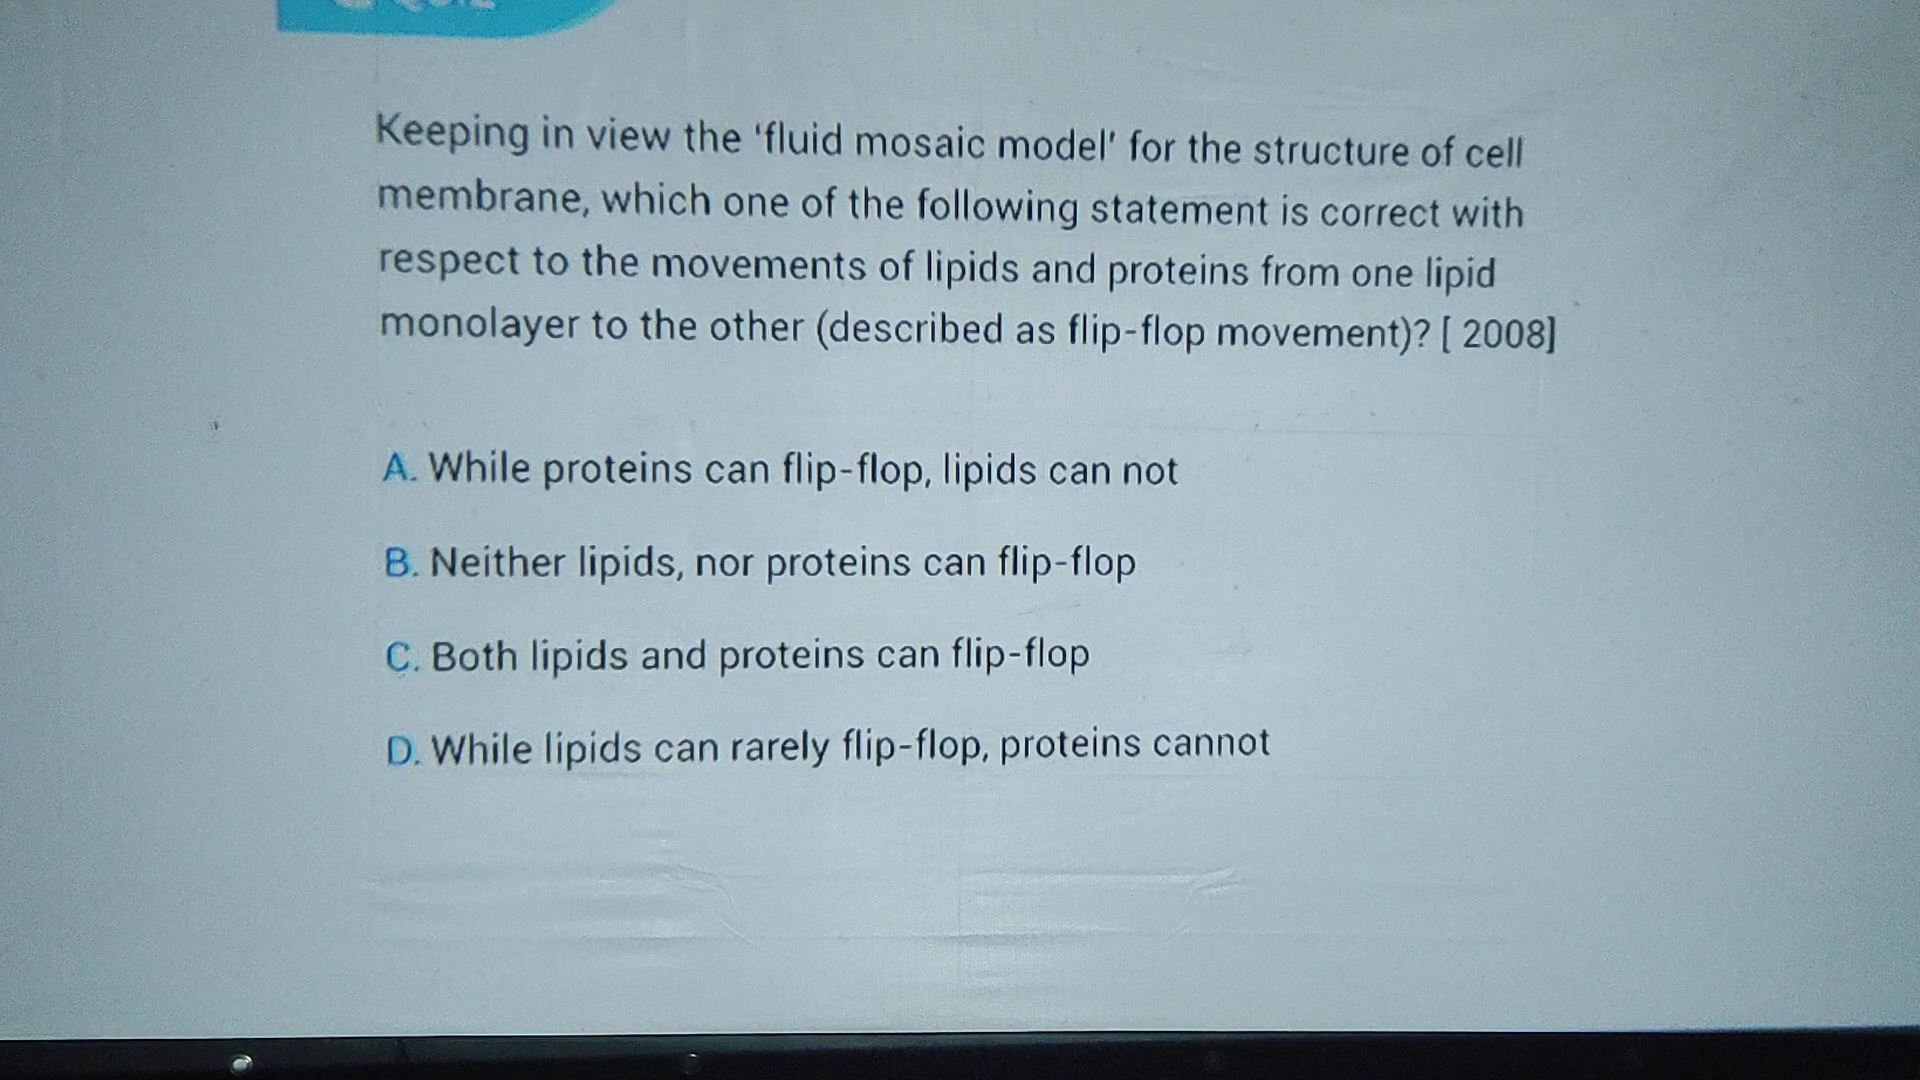 QUIZ
Keeping in view the 'fluid mosaic model' for the structure of cell
membrane, which one of the following statement is correct with
respect to the movements of lipids and proteins from one lipid
monolayer to the other (described as flip-flop movement)? [ 2008]
A. While proteins can flip-flop, lipids can not
B. Neither lipids, nor proteins can flip-flop
C. Both lipids and proteins can flip-flop
D. While lipids can rarely flip-flop, proteins cannot